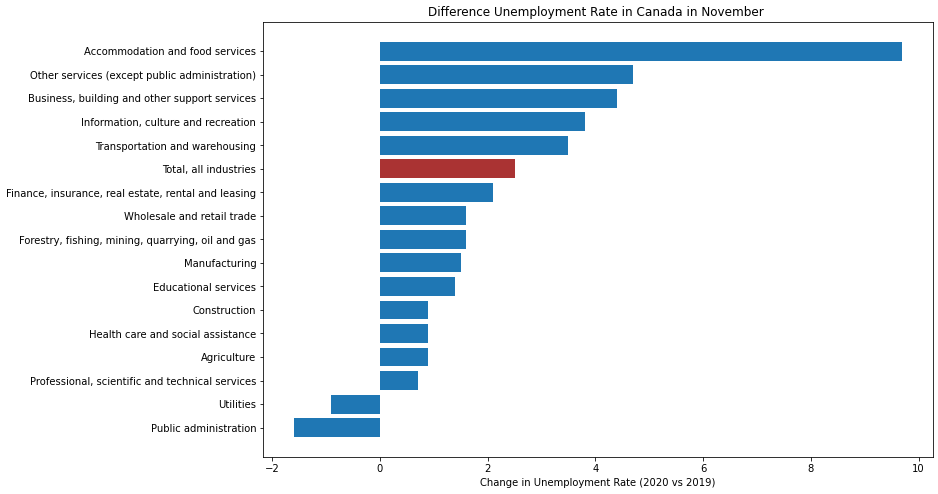 Difference Unemployment Rate in Canada in November
Accommodation and food services
Other services (except public administration)
Business, building and other support services
Information, culture and recreation
Transportation and warehousing
Total, all industries
Finance, insurance, real estate, rental and leasing
Wholesale and retail trade
Forestry, fishing, mining, quarrying, oil and gas
Manufacturing
Educational services
Construction
Health care and social assistance
Agriculture
Professional, scientific and technical services
Utilities
Public administration
−2 0 2 4 6 8 10
Change in Unemployment Rate (2020 vs 2019)